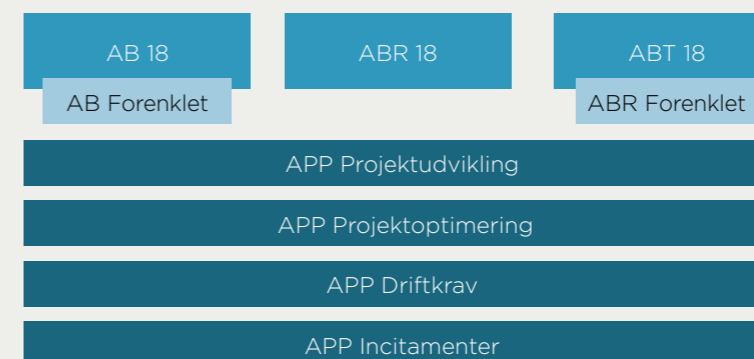 AB 18
ABR 18
ABT 18
AB Forenklet
ABR Forenklet
APP Projektudvikling
APP Projektoptimering
APP Driftkrav
APP Incitamenter